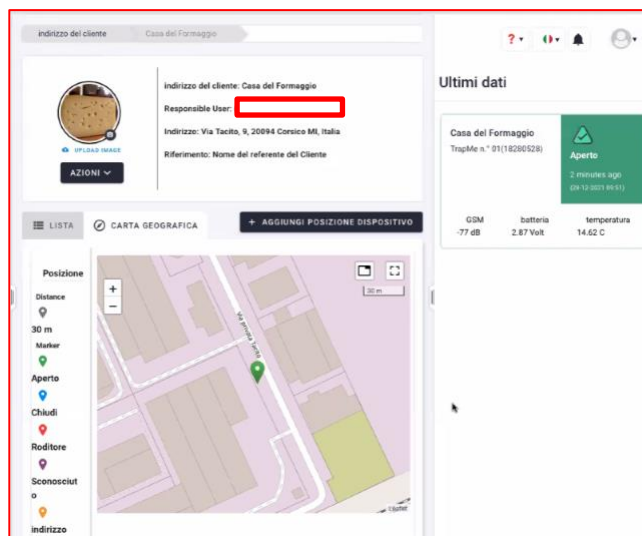 indirizzo del cliente
Casa del Formaggio
indirizzo del cliente: Casa del Formaggio
Responsible User:
Indirizzo: Via Tacito, 9, 20094 Corsico MI, Italia
Riferimento: Nome del referente del Cliente
UPLOAD IMAGE
AZIONI
LISTA
CARTA GEOGRAFICA
+ AGGIUNGI POSIZIONE DISPOSITIVO
Posizione
Distance
30 m
Marker
Aperto
Chiudi
Roditore
Sconosciut
o
indirizzo
+
−
30 m
Via privata Tacito
? 
Ultimi dati
Casa del Formaggio
TrapMe n.° 01(18280528)
Aperto
2 minutes ago
GSM
batteria
temperatura
-77 dB
2.87 Volt
14.62 C